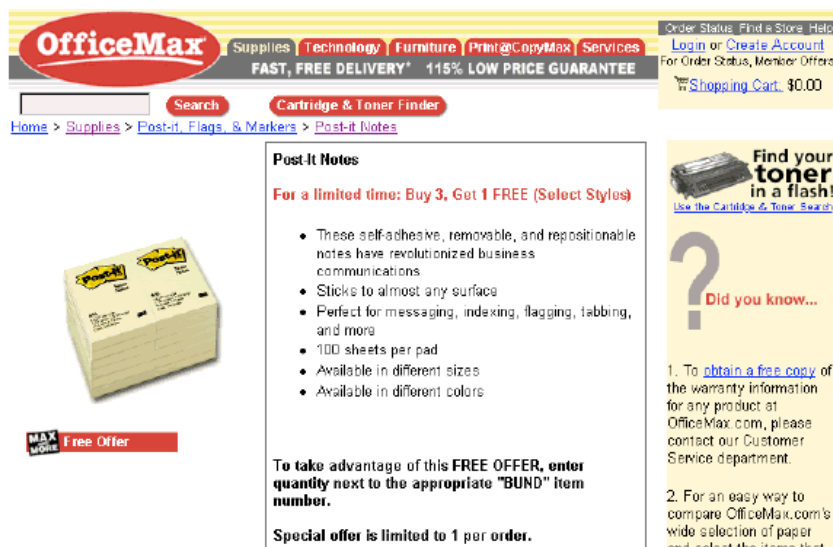 OfficeMax
Supplies Technology Furniture Print@CopyMax Services
FAST, FREE DELIVERY* 115% LOW PRICE GUARANTEE
Order Status Find a Store Help
Login or Create Account
For Order Status, Member Offers
Shopping Cart: $0.00
Search
Cartridge & Toner Finder
Home > Supplies > Post-it, Flags, & Markers > Post-it Notes
Post-It Notes
For a limited time: Buy 3, Get 1 FREE (Select Styles)
• These self-adhesive, removable, and repositionable
notes have revolutionized business
communications
• Sticks to almost any surface
• Perfect for messaging, indexing, flagging, tabbing,
and more
• 100 sheets per pad
• Available in different sizes
• Available in different colors
To take advantage of this FREE OFFER, enter
quantity next to the appropriate "BUND" item
number.
Special offer is limited to 1 per order.
Post-it
Post-it
MAX
MORE
Free Offer
Find your
toner
in a flash!
Use the Cartridge & Toner Search
?
Did you know...
1. To obtain a free copy of
the warranty information
for any product at
OfficeMax.com, please
contact our Customer
Service department.
2. For an easy way to
compare OfficeMax.com's
wide selection of paper
and select the items that